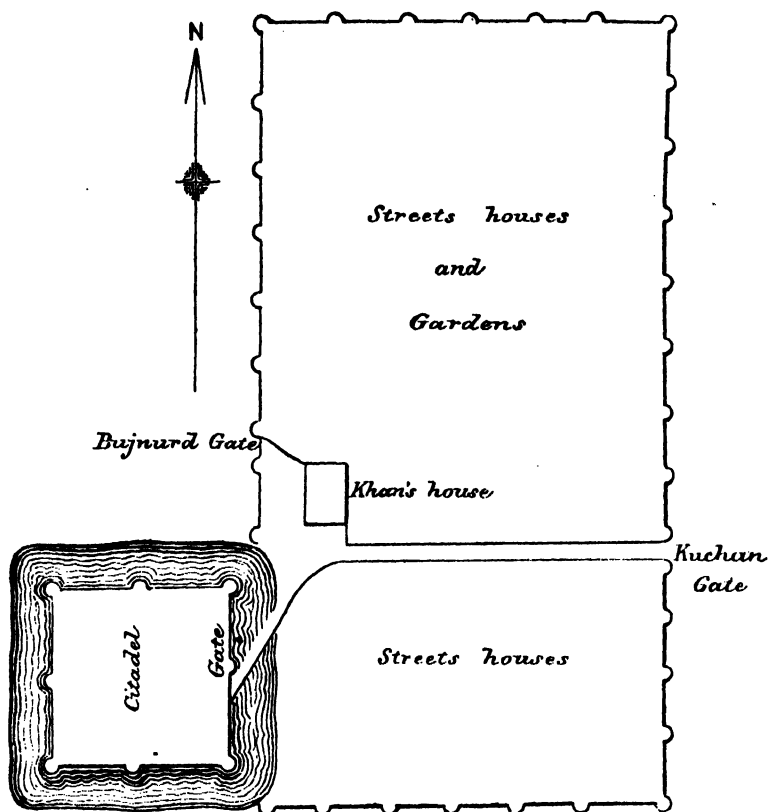 N
Streets houses
and
Gardens
Bujnurd Gate
Khan's house
Kuchan
Gate
Citadel
Gate
Streets houses